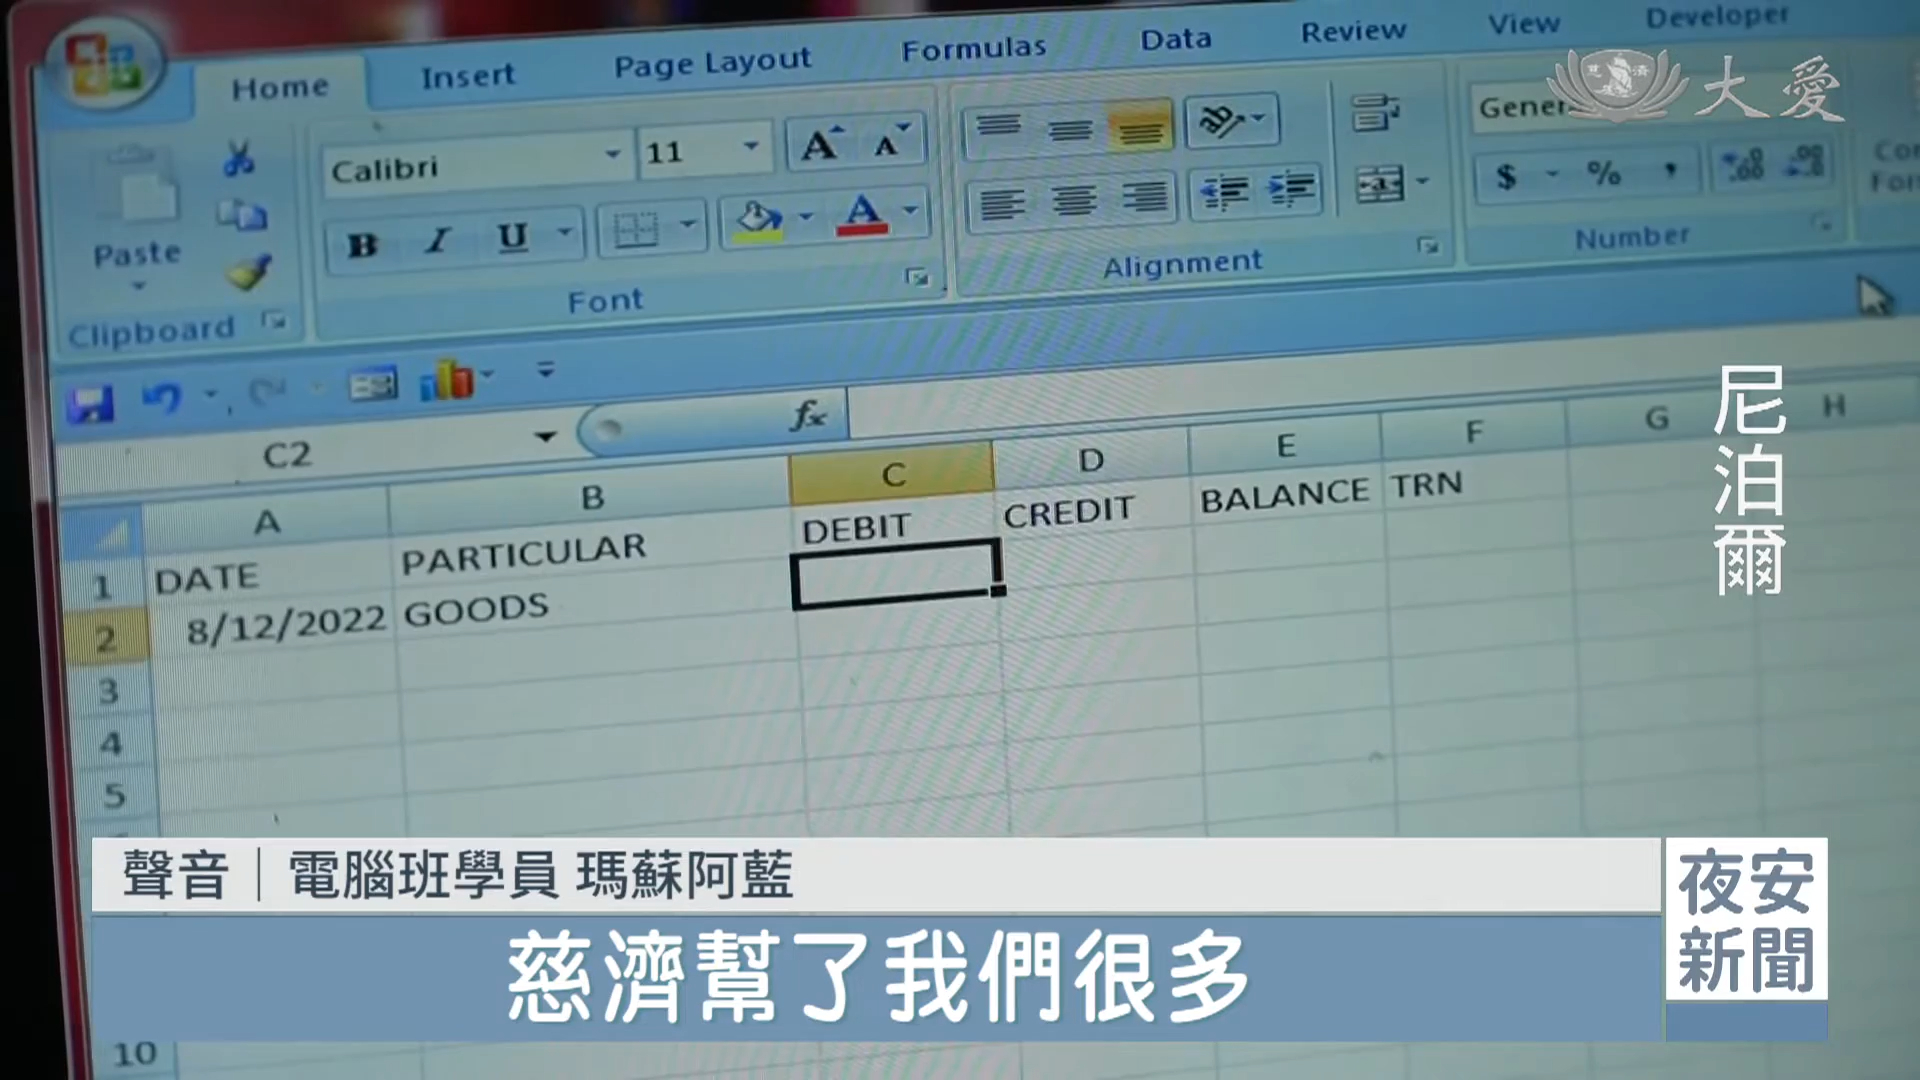 Home Insert Page Layout Formulas Data Review View Developer
大愛
慈濟
Calibri 11
Paste
B I U
$ % ,
Clipboard Font Alignment Number
尼泊爾
C2 fx
A B C D E F G H
1 DATE PARTICULAR DEBIT CREDIT BALANCE TRN
2 8/12/2022 GOODS
3
4
5
10
聲音 電腦班學員 瑪蘇阿藍
慈濟幫了我們很多
夜安
新聞